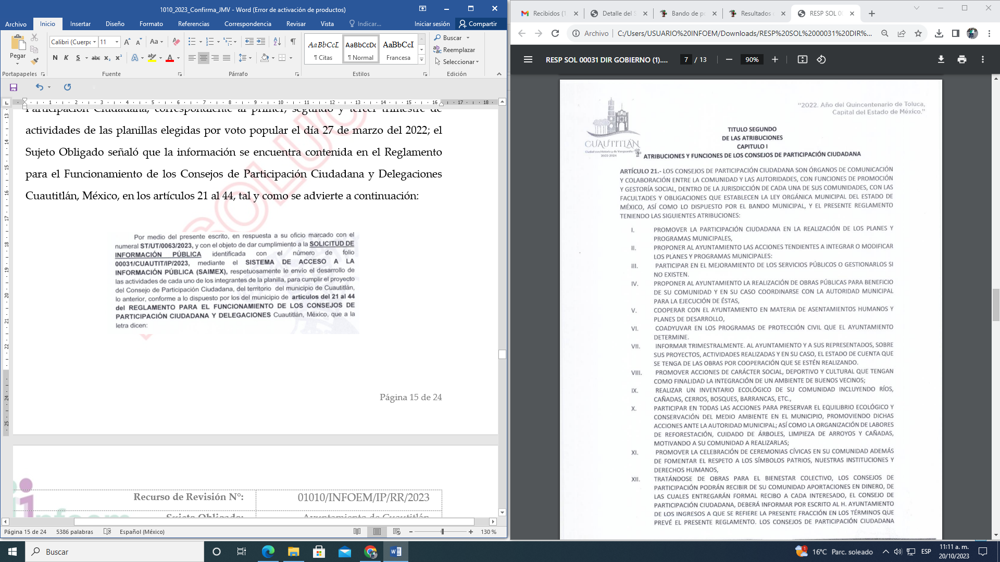 1010_2023_Confirma_JMV - Word (Error de activación de productos)
Archivo Inicio Insertar Diseño Formato Referencias Correspondencia Revisar Vista Indicar... Iniciar sesión Compartir
Pegar
Calibri (Cuerpo 11
Portapapeles Fuente Párrafo Estilos Edición
AaBbCcI AaBbCcDc AaBbCcI
¶ Citas ¶ Normal Francesa
Buscar
Reemplazar
Seleccionar
Participación Ciudadana, correspondiente al primer, segundo y tercer trimestre de
actividades de las planillas elegidas por voto popular el día 27 de marzo del 2022; el
Sujeto Obligado señaló que la información se encuentra contenida en el Reglamento
para el Funcionamiento de los Consejos de Participación Ciudadana y Delegaciones
Cuautitlán, México, en los artículos 21 al 44, tal y como se advierte a continuación:
Por medio del presente escrito, en respuesta a su oficio marcado con el
numeral ST/UT/0063/2023, y con el objeto de dar cumplimiento a la SOLICITUD DE
INFORMACIÓN PÚBLICA identificada con el número de folio
00031/CUAUTIT/IP/2023, mediante el SISTEMA DE ACCESO A LA
INFORMACIÓN PÚBLICA (SAIMEX), respetuosamente le envío el desarrollo de
las actividades de cada uno de los integrantes de la planilla, para cumplir el proyecto
del Consejo de Participación Ciudadana, del territorio del municipio de Cuautitlán,
lo anterior, conforme a lo dispuesto por los del municipio de artículos del 21 al 44
del REGLAMENTO PARA EL FUNCIONAMIENTO DE LOS CONSEJOS DE
PARTICIPACIÓN CIUDADANA Y DELEGACIONES Cuautitlán, México, que a la
letra dicen:
Página 15 de 24
Recurso de Revisión N°: 01010/INFOEM/IP/RR/2023
Sujeto Obligado: Ayuntamiento de Cuautitlán
infoem
Página 15 de 24 5386 palabras Español (México) 130 %
Recibidos (1 Detalle del S Bando de po Resultados d RESP SOL 00
Archivo C:/Users/USUARIO%20INFOEM/Downloads/RESP%20SOL%2000031%20DIR%...
RESP SOL 00031 DIR GOBIERNO (1).... 7 / 13 90%
CUAUTITLÁN
Ciudad con Historia y de Vanguardia
2022-2024
“2022. Año del Quincentenario de Toluca,
Capital del Estado de México.”
TITULO SEGUNDO
DE LAS ATRIBUCIONES
CAPITULO I
ATRIBUCIONES Y FUNCIONES DE LOS CONSEJOS DE PARTICIPACIÓN CIUDADANA
ARTÍCULO 21.- LOS CONSEJOS DE PARTICIPACIÓN CIUDADANA SON ÓRGANOS DE COMUNICACIÓN
Y COLABORACIÓN ENTRE LA COMUNIDAD Y LAS AUTORIDADES, CON FUNCIONES DE PROMOCIÓN
Y GESTORÍA SOCIAL, DENTRO DE LA JURISDICCIÓN DE CADA UNA DE SUS COMUNIDADES, CON LAS
FACULTADES Y OBLIGACIONES QUE ESTABLECEN LA LEY ORGÁNICA MUNICIPAL DEL ESTADO DE
MÉXICO, ASÍ COMO LO DISPUESTO POR EL BANDO MUNICIPAL, Y EL PRESENTE REGLAMENTO
TENIENDO LAS SIGUIENTES ATRIBUCIONES:
I. PROMOVER LA PARTICIPACIÓN CIUDADANA EN LA REALIZACIÓN DE LOS PLANES Y
PROGRAMAS MUNICIPALES,
II. PROPONER AL AYUNTAMIENTO LAS ACCIONES TENDIENTES A INTEGRAR O MODIFICAR
LOS PLANES Y PROGRAMAS MUNICIPALES:
III. PARTICIPAR EN EL MEJORAMIENTO DE LOS SERVICIOS PÚBLICOS O GESTIONARLOS SI
NO EXISTEN.
IV. PROPONER AL AYUNTAMIENTO LA REALIZACIÓN DE OBRAS PÚBLICAS PARA BENEFICIO
DE SU COMUNIDAD Y EN SU CASO COORDINARSE CON LA AUTORIDAD MUNICIPAL
PARA LA EJECUCIÓN DE ÉSTAS,
V. COOPERAR CON EL AYUNTAMIENTO EN MATERIA DE ASENTAMIENTOS HUMANOS Y
PLANES DE DESARROLLO,
VI. COADYUVAR EN LOS PROGRAMAS DE PROTECCIÓN CIVIL QUE EL AYUNTAMIENTO
DETERMINE.
VII. INFORMAR TRIMESTRALMENTE. AL AYUNTAMIENTO Y A SUS REPRESENTADOS, SOBRE
SUS PROYECTOS, ACTIVIDADES REALIZADAS Y EN SU CASO, EL ESTADO DE CUENTA QUE
SE TENGA DE LAS OBRAS POR COOPERACIÓN QUE SE ESTÉN REALIZANDO.
VIII. PROMOVER ACCIONES DE CARÁCTER SOCIAL, DEPORTIVO Y CULTURAL QUE TENGAN
COMO FINALIDAD LA INTEGRACIÓN DE UN AMBIENTE DE BUENOS VECINOS;
IX. REALIZAR UN INVENTARIO ECOLÓGICO DE SU COMUNIDAD INCLUYENDO RÍOS,
CAÑADAS, CERROS, BOSQUES, BARRANCAS, ETC.,
X. PARTICIPAR EN TODAS LAS ACCIONES PARA PRESERVAR EL EQUILIBRIO ECOLÓGICO Y
CONSERVACIÓN DEL MEDIO AMBIENTE EN EL MUNICIPIO, PROMOVIENDO DICHAS
ACCIONES ANTE LA AUTORIDAD MUNICIPAL; ASÍ COMO LA ORGANIZACIÓN DE LABORES
DE REFORESTACIÓN, CUIDADO DE ÁRBOLES, LIMPIEZA DE ARROYOS Y CAÑADAS,
MOTIVANDO A SU COMUNIDAD A REALIZARLAS;
XI. PROMOVER LA CELEBRACIÓN DE CEREMONIAS CÍVICAS EN SU COMUNIDAD ADEMÁS
DE FOMENTAR EL RESPETO A LOS SÍMBOLOS PATRIOS, NUESTRAS INSTITUCIONES Y
DERECHOS HUMANOS,
XII. TRATÁNDOSE DE OBRAS PARA EL BIENESTAR COLECTIVO, LOS CONSEJOS DE
PARTICIPACIÓN PODRÁN RECIBIR DE SU COMUNIDAD APORTACIONES EN DINERO, DE
LAS CUALES ENTREGARÁN FORMAL RECIBO A CADA INTERESADO, EL CONSEJO DE
PARTICIPACIÓN CIUDADANA, DEBERÁ INFORMAR POR ESCRITO AL H. AYUNTAMIENTO
DE LOS INGRESOS A QUE SE REFIERE LA PRESENTE FRACCIÓN EN LOS TÉRMINOS QUE
PREVÉ EL PRESENTE REGLAMENTO. LOS CONSEJOS DE PARTICIPACIÓN CIUDADANA
Buscar
16°C Parc. soleado ESP
11:11 a. m.
20/10/2023